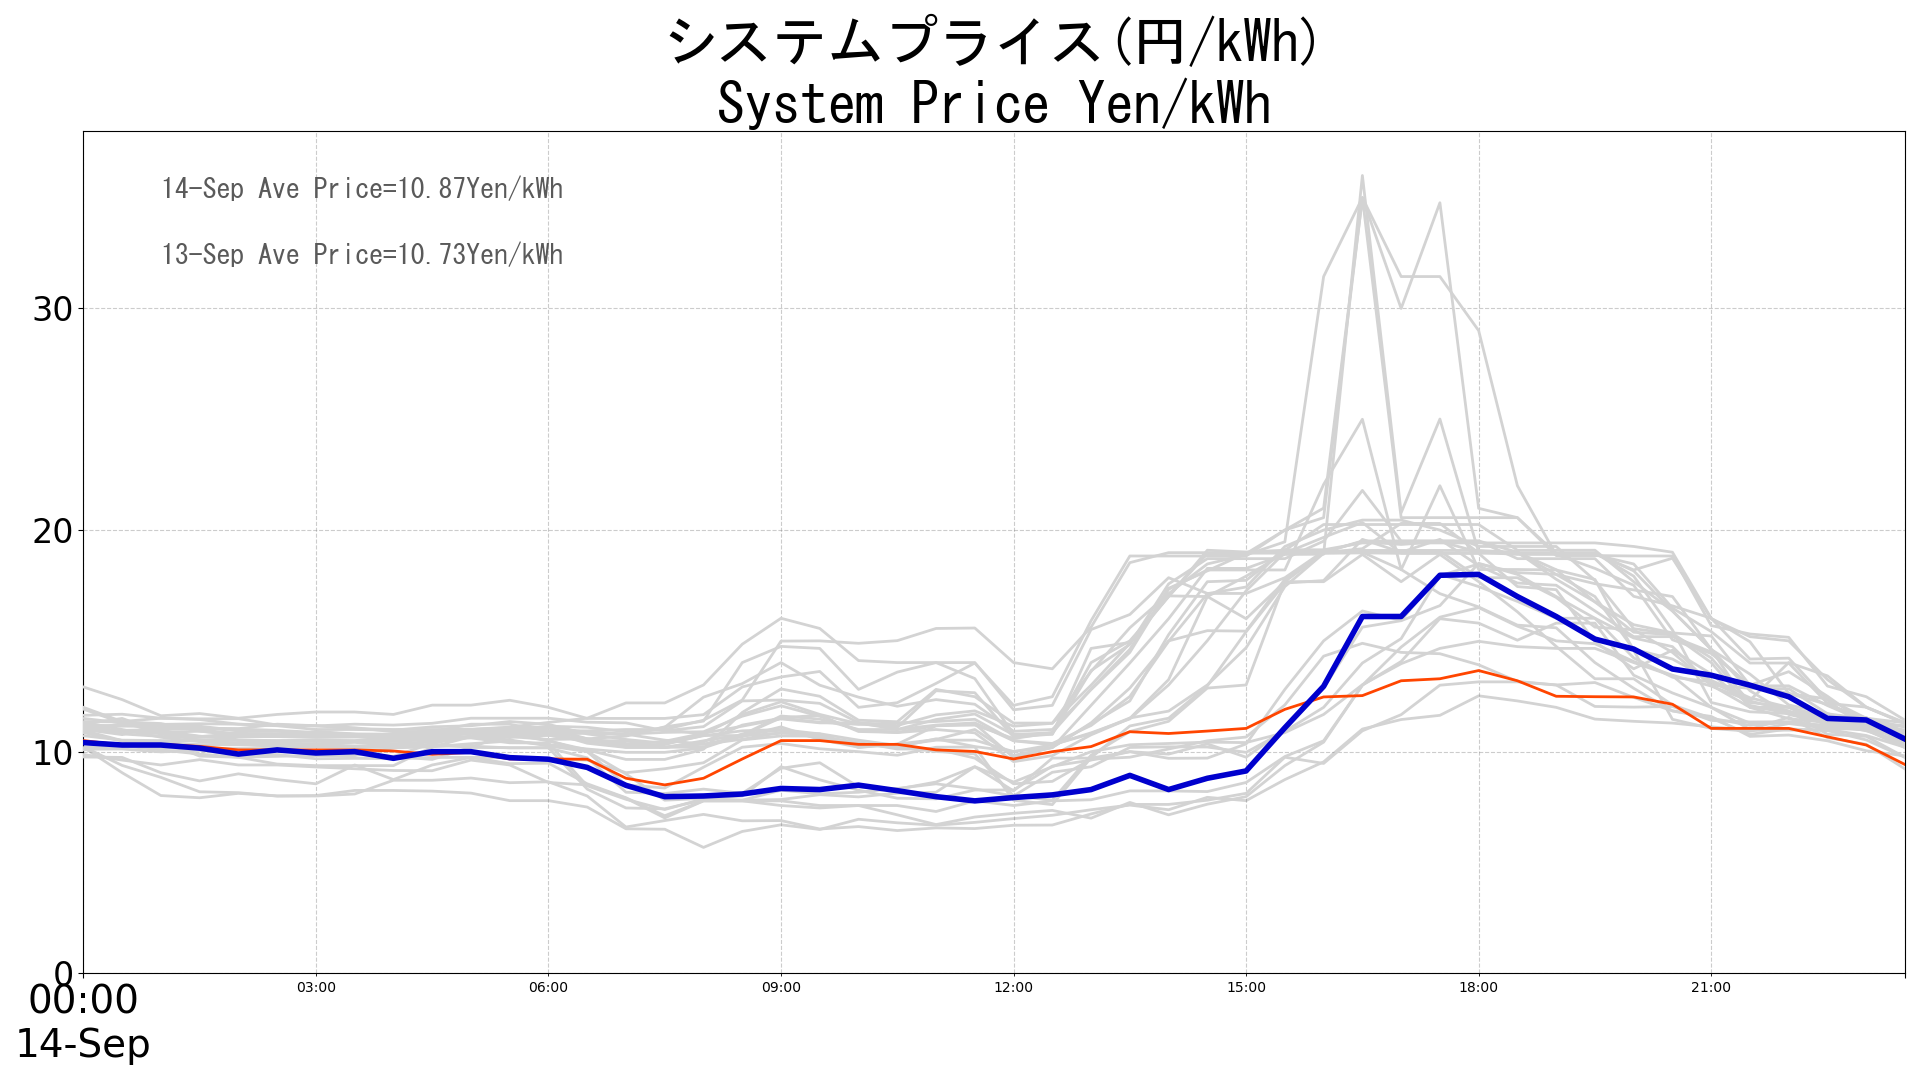 システムプライス(円/kWh)
System Price Yen/kWh
14-Sep Ave Price=10.87Yen/kWh
13-Sep Ave Price=10.73Yen/kWh
30
20
10
0
00:00 03:00 06:00 09:00 12:00 15:00 18:00 21:00
14-Sep